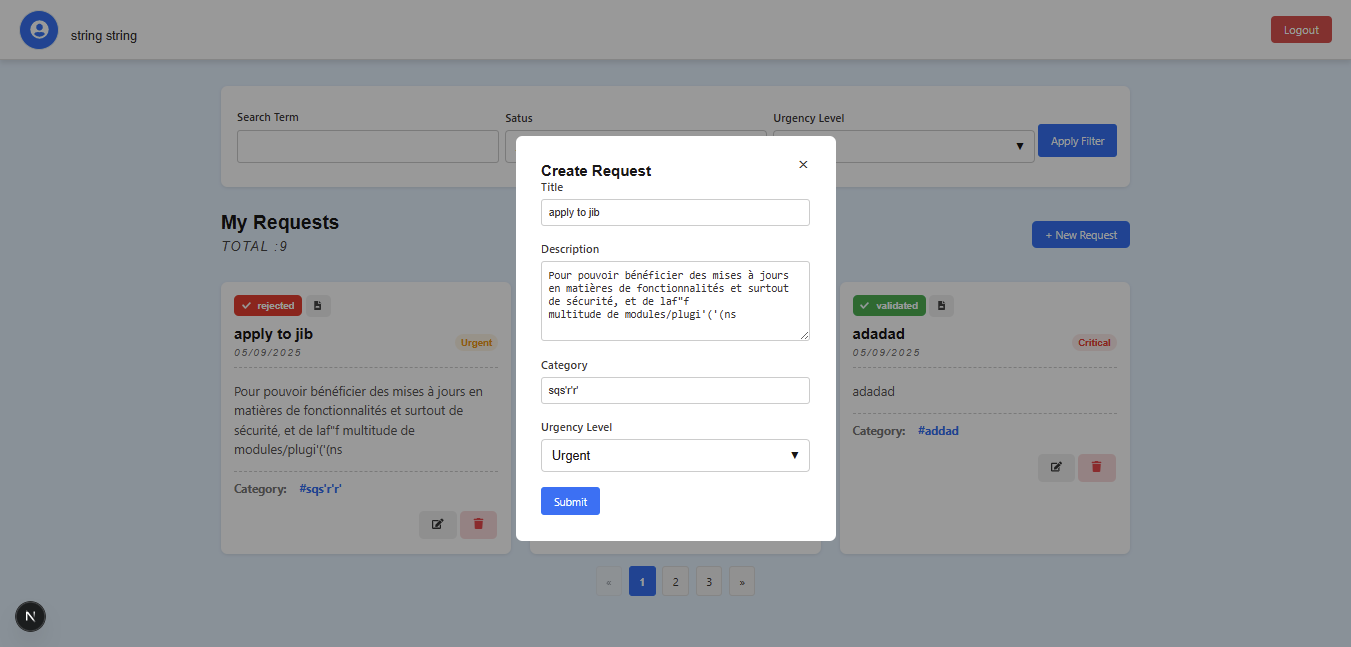 string string
Logout
Search Term
Satus
Urgency Level
Apply Filter
My Requests
TOTAL :9
+ New Request
rejected
apply to jib
05/09/2025
Urgent
Pour pouvoir bénéficier des mises à jours en
matières de fonctionnalités et surtout de
sécurité, et de laf"f multitude de
modules/plugi'('(ns
Category: #sqs'r'r'
Create Request
×
Title
apply to jib
Description
Pour pouvoir bénéficier des mises à jours
en matières de fonctionnalités et surtout
de sécurité, et de laf"f
multitude de modules/plugi'('(ns
Category
sqs'r'r'
Urgency Level
Urgent
Submit
validated
adadad
05/09/2025
Critical
adadad
Category: #addad
« 1 2 3 »
N